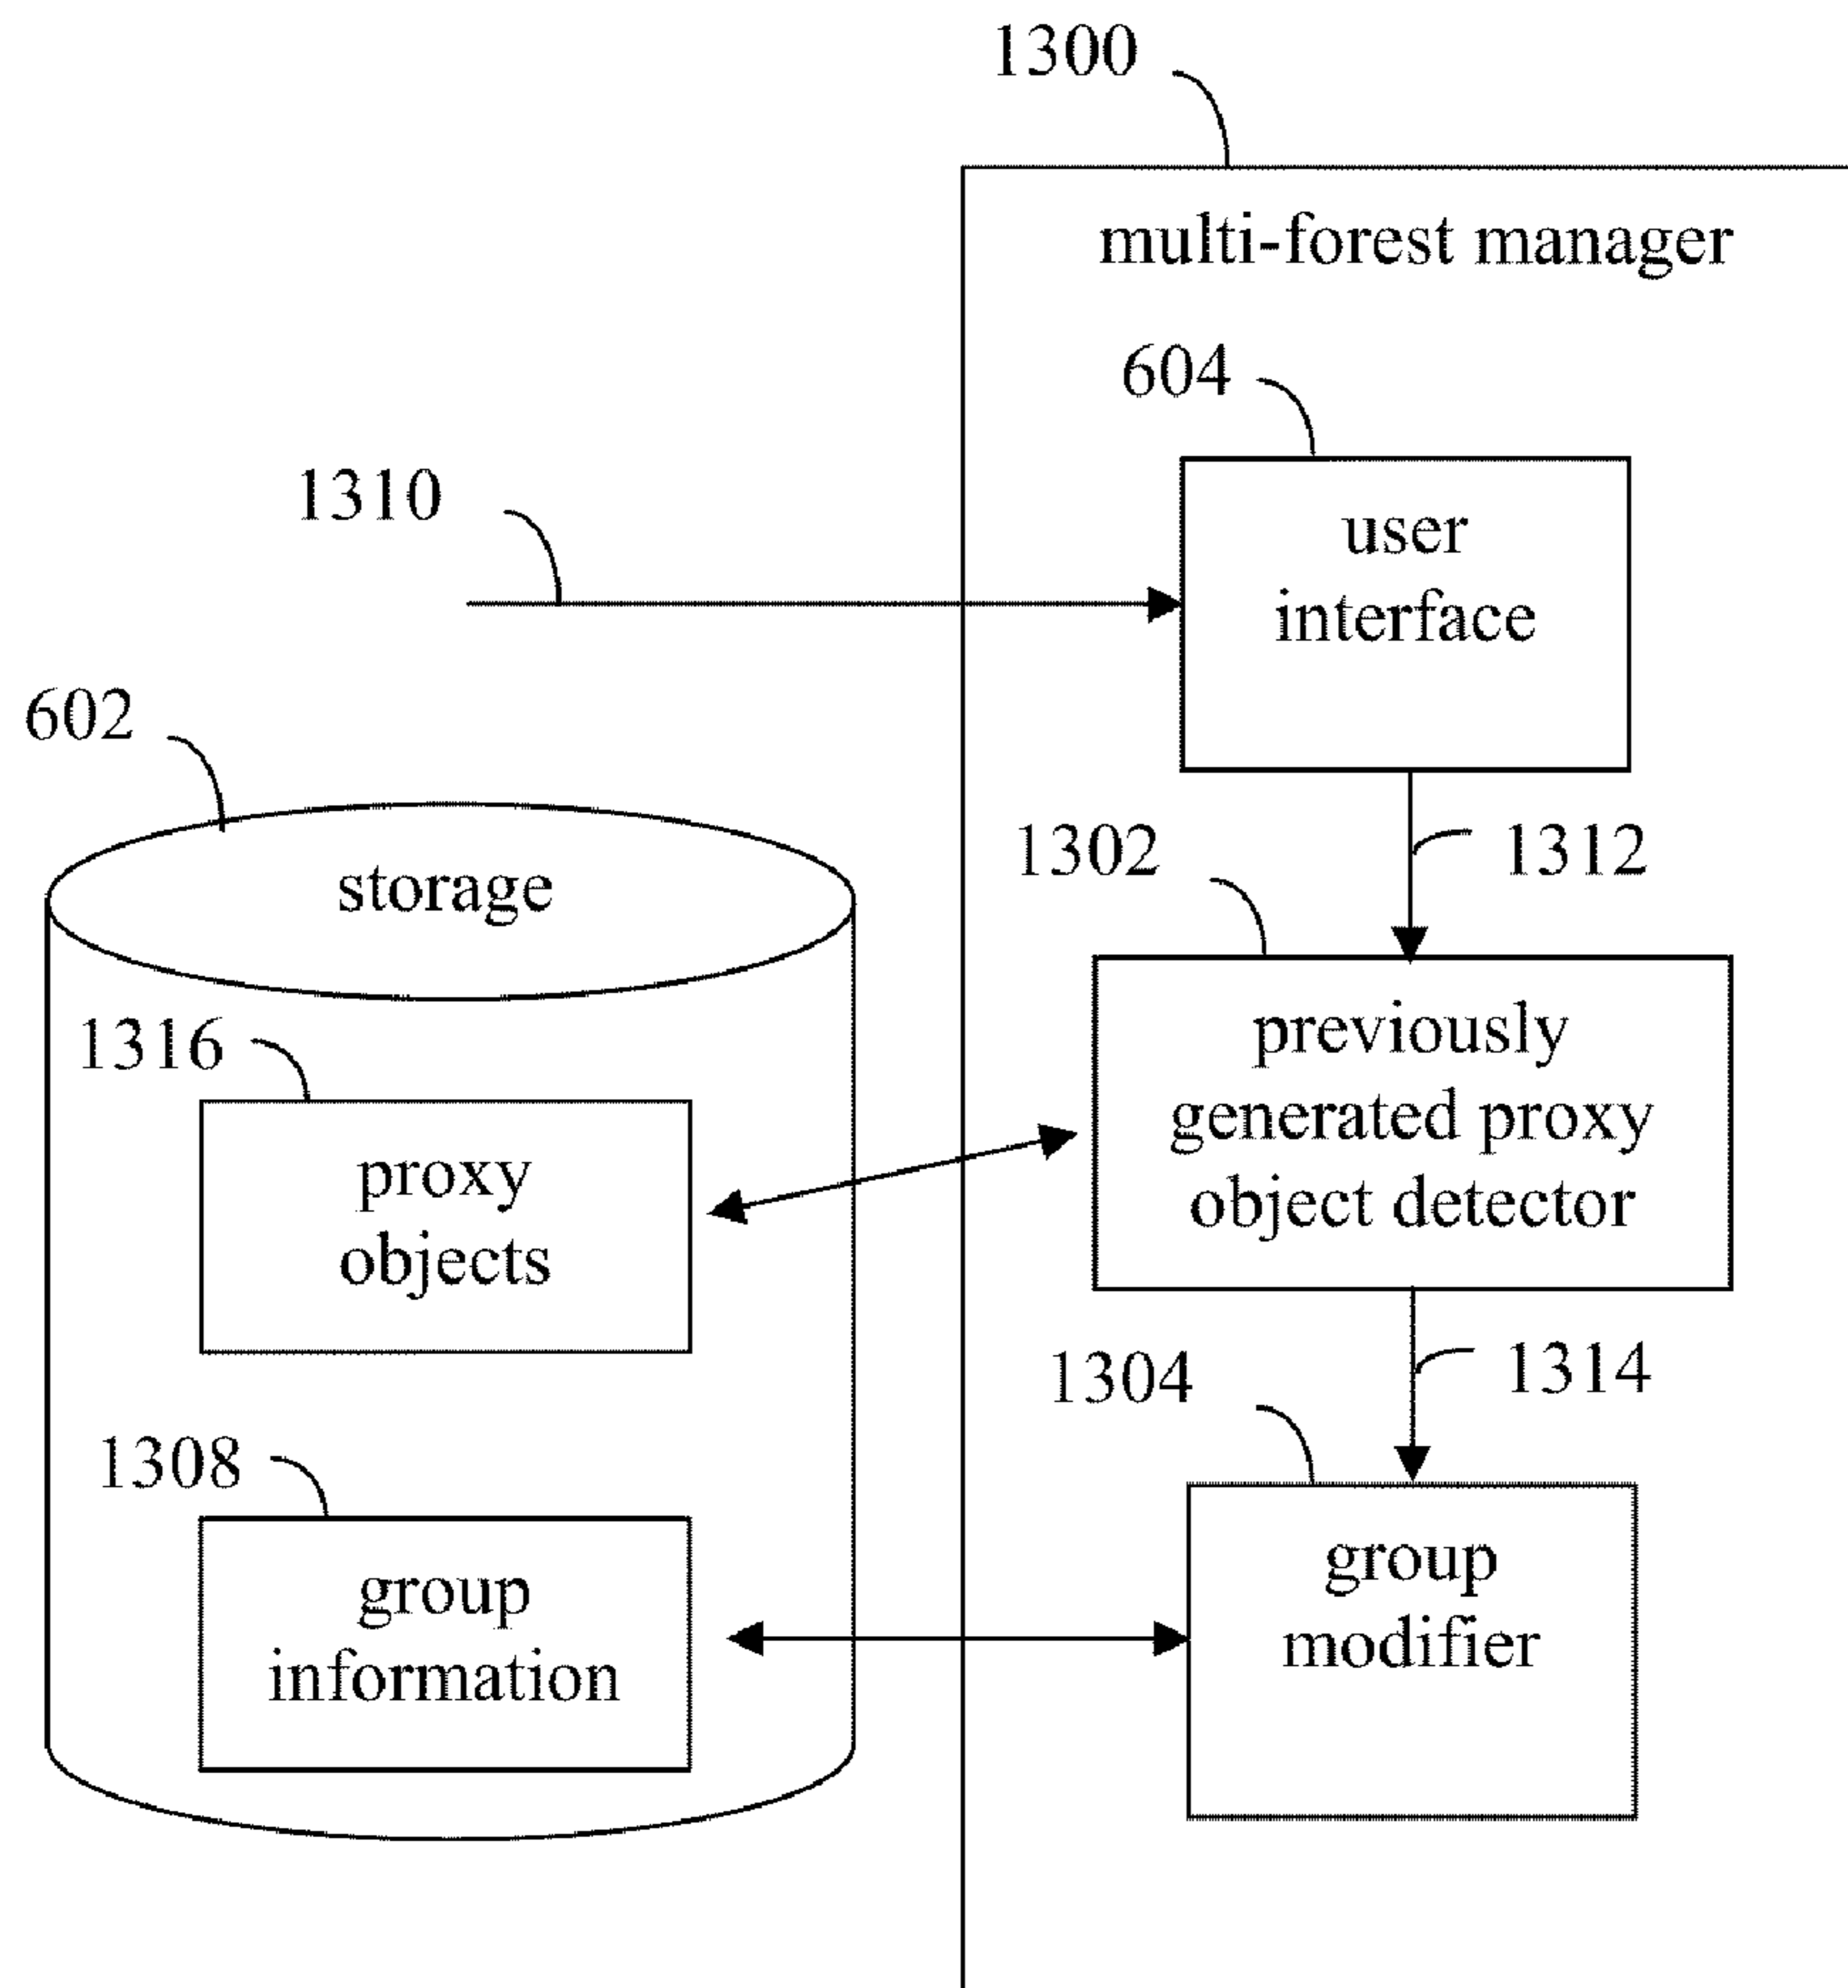 1300
multi-forest manager
604
user
interface
1310
602
storage
1302
1312
previously
generated proxy
object detector
1316
proxy
objects
1304
1314
1308
group
information
group
modifier